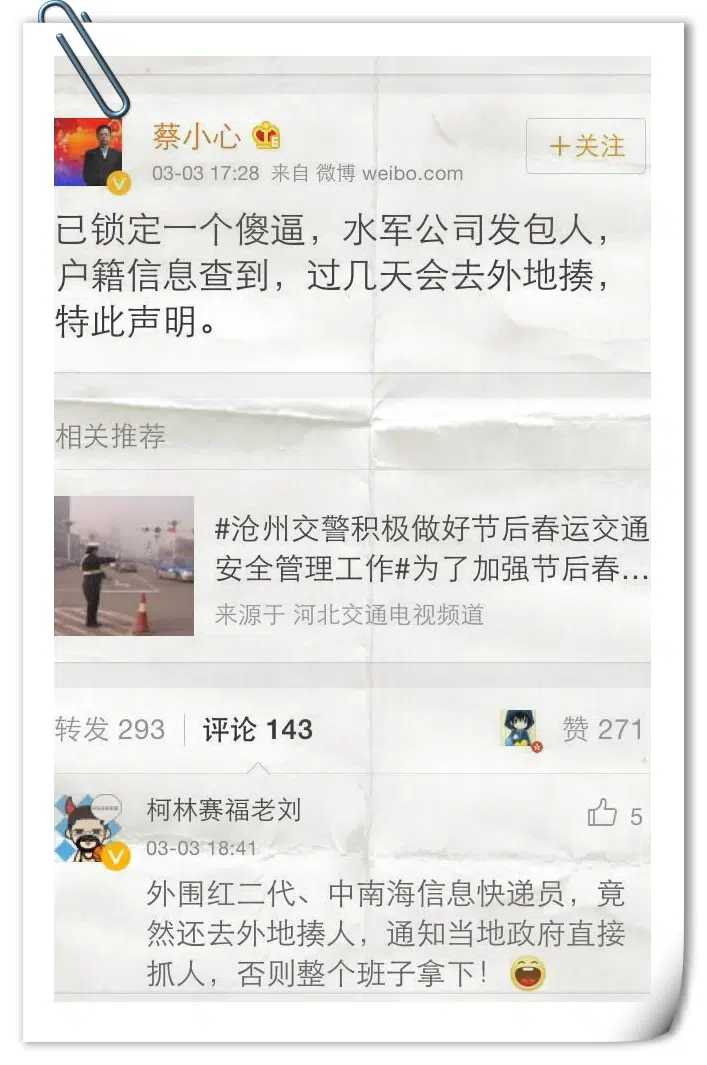 蔡小心
+关注
03-03 17:28 来自 微博 weibo.com
已锁定一个傻逼，水军公司发包人，
户籍信息查到，过几天会去外地揍，
特此声明。
相关推荐
#沧州交警积极做好节后春运交通
安全管理工作#为了加强节后春...
来源于 河北交通电视频道
转发 293
评论 143
赞 271
柯林赛福老刘
5
03-03 18:41
外围红二代、中南海信息快递员，竟
然还去外地揍人，通知当地政府直接
抓人，否则整个班子拿下！